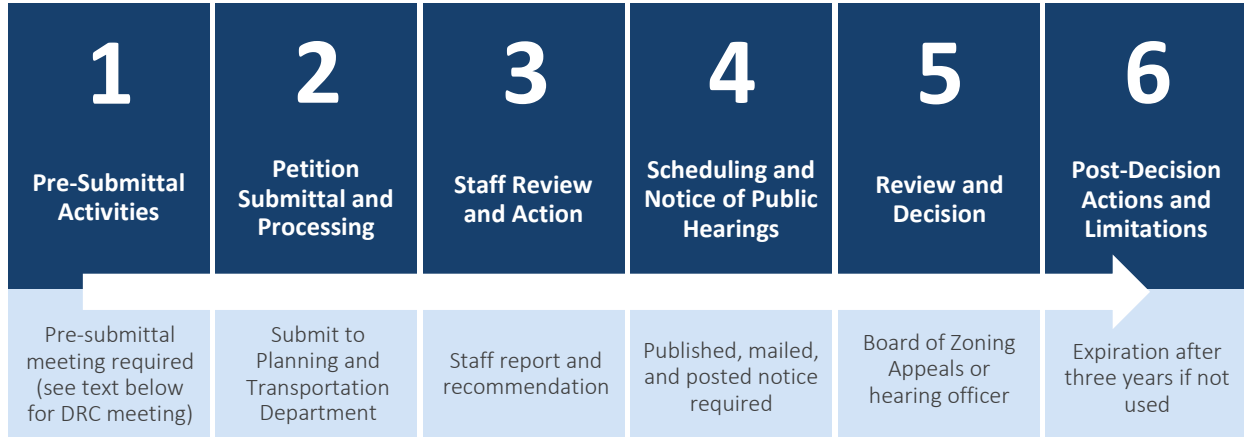 1
Pre-Submittal
Activities
2
Petition
Submittal and
Processing
3
Staff Review
and Action
4
Scheduling and
Notice of Public
Hearings
5
Review and
Decision
6
Post-Decision
Actions and
Limitations
Pre-submittal
meeting required
(see text below
for DRC meeting)
Submit to
Planning and
Transportation
Department
Staff report and
recommendation
Published, mailed,
and posted notice
required
Board of Zoning
Appeals or
hearing officer
Expiration after
three years if not
used